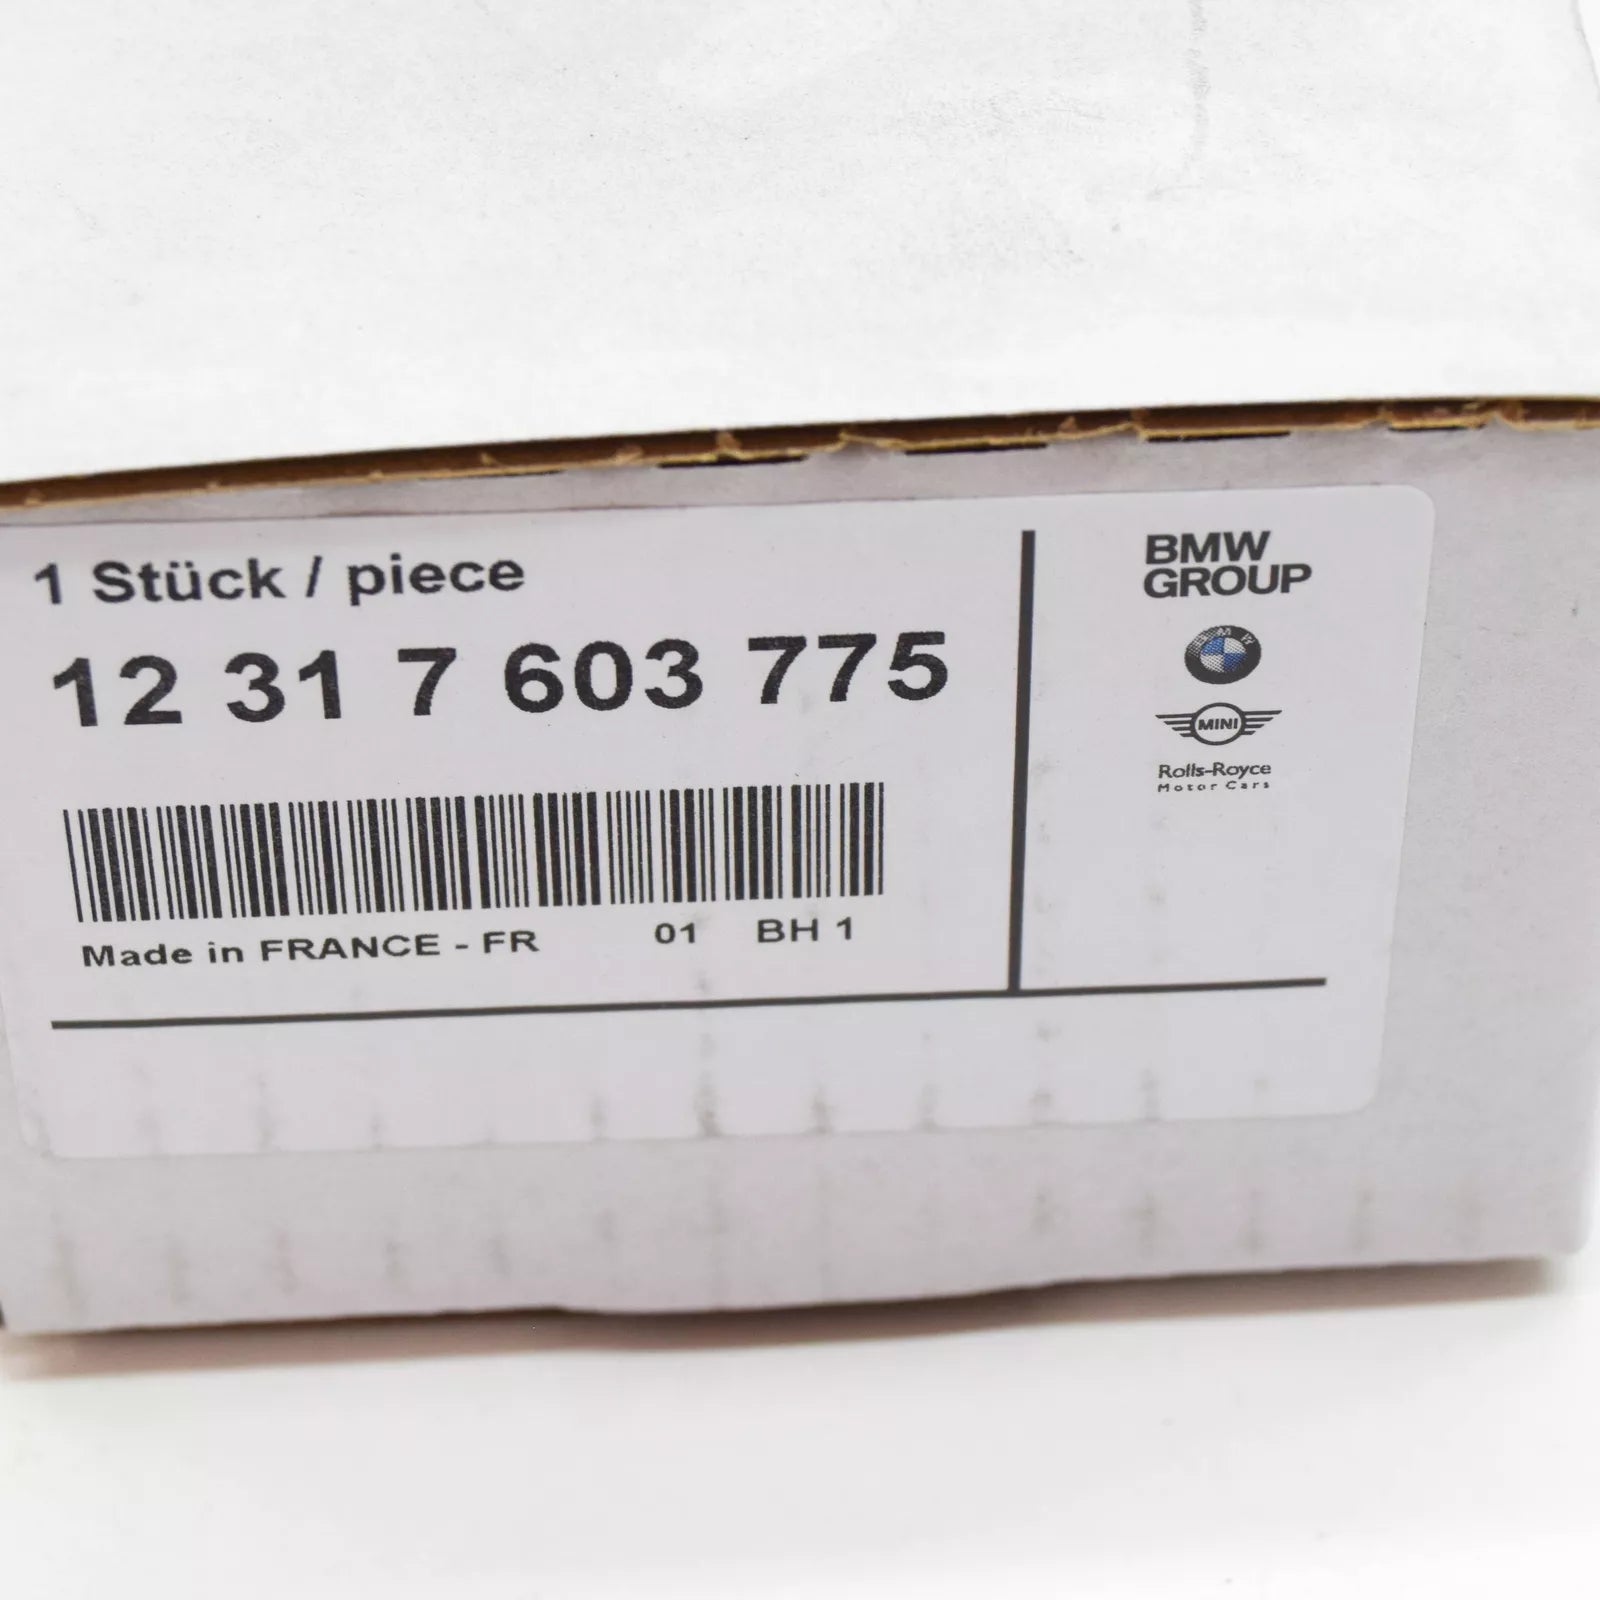 1 Stück / piece
12 31 7 603 775
Made in FRANCE - FR 01 BH 1
BMW
GROUP
BMW
MINI
Rolls-Royce
Motor Cars